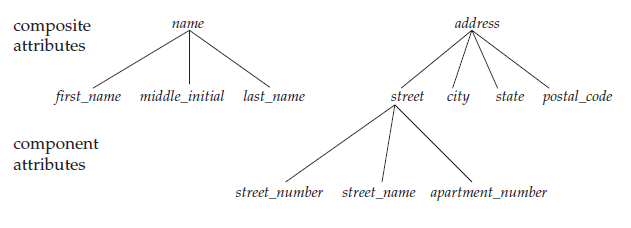 composite
attributes
name
address
first_name middle_initial last_name
street city state postal_code
component
attributes
street_number street_name apartment_number